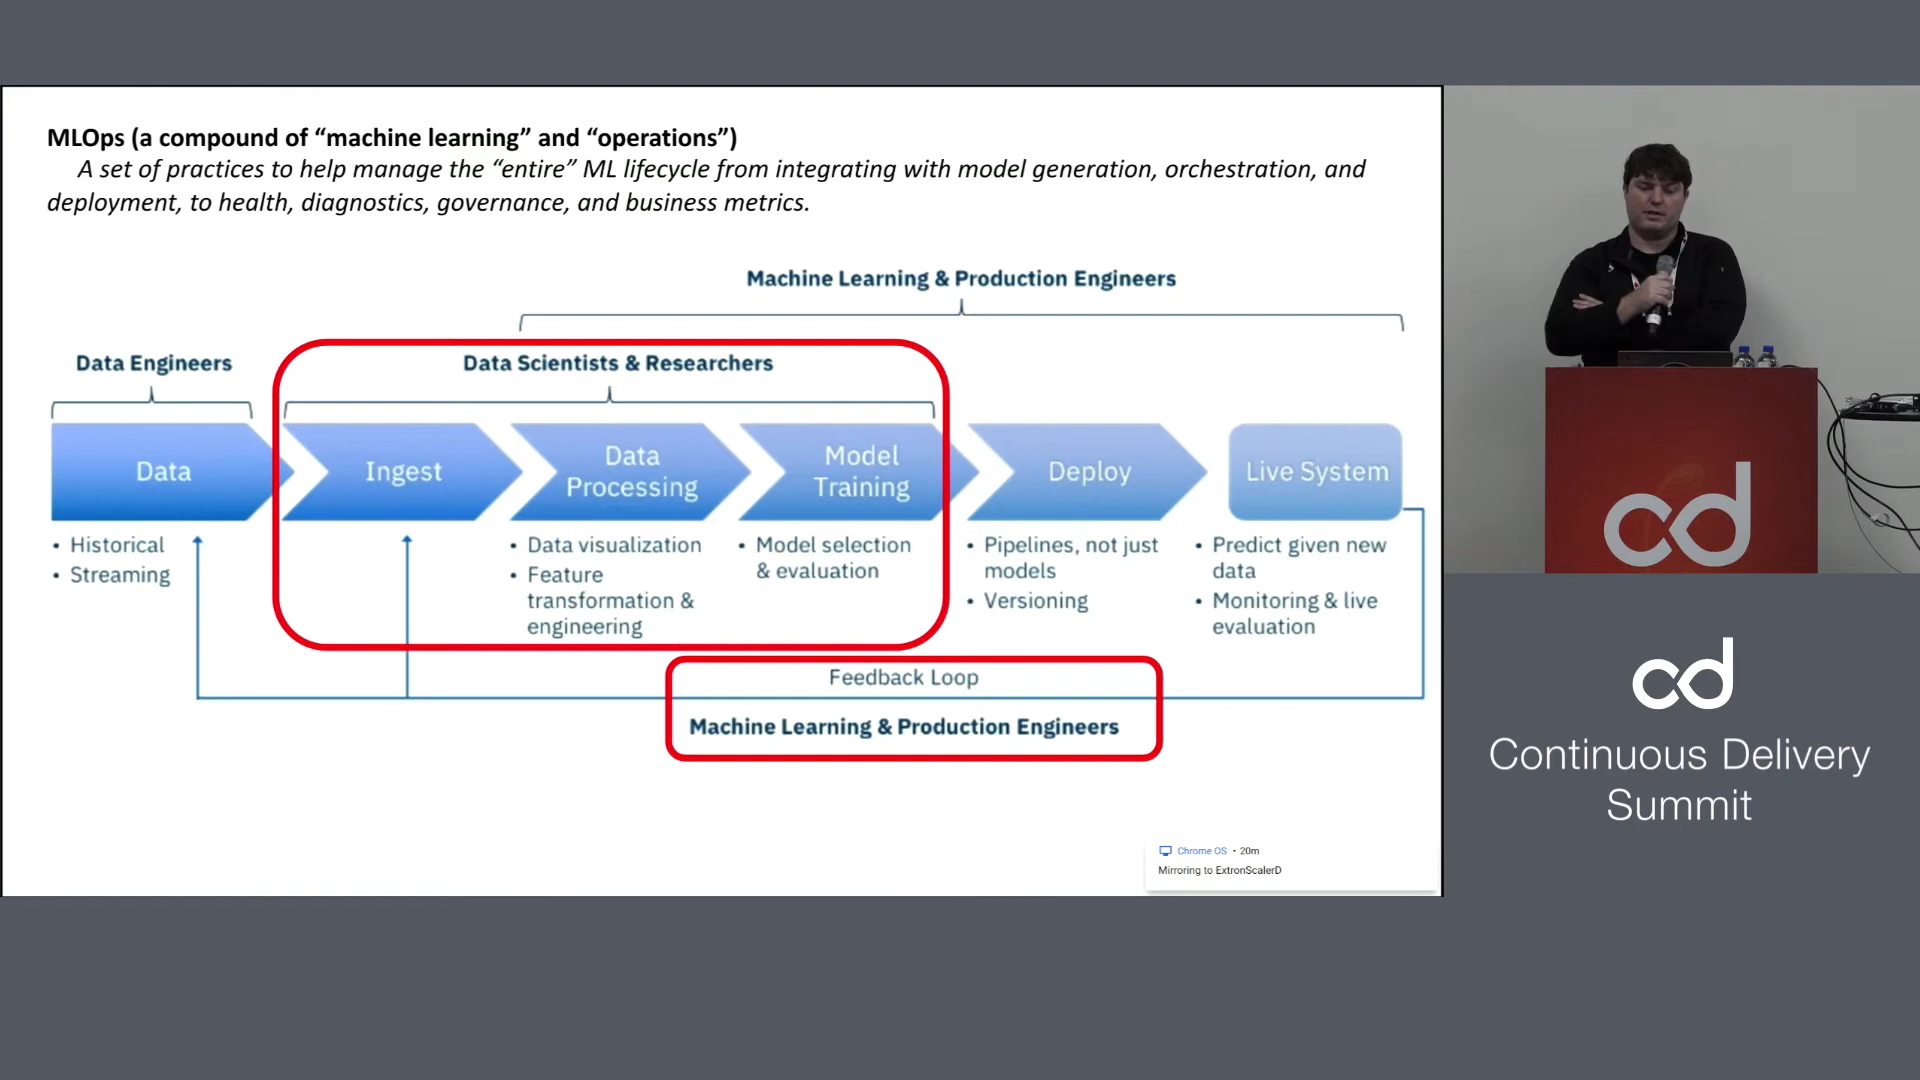 MLOps (a compound of “machine learning” and “operations”)
A set of practices to help manage the “entire” ML lifecycle from integrating with model generation, orchestration, and
deployment, to health, diagnostics, governance, and business metrics.
Machine Learning & Production Engineers
Data Engineers
Data Scientists & Researchers
Data
Ingest
Data
Processing
Model
Training
Deploy
Live System
• Historical
• Streaming
• Data visualization
• Feature
transformation &
engineering
• Model selection
& evaluation
• Pipelines, not just
models
• Versioning
• Predict given new
data
• Monitoring & live
evaluation
Feedback Loop
Machine Learning & Production Engineers
Chrome OS • 20m
Mirroring to ExtronScalerD
cd
cd
Continuous Delivery
Summit